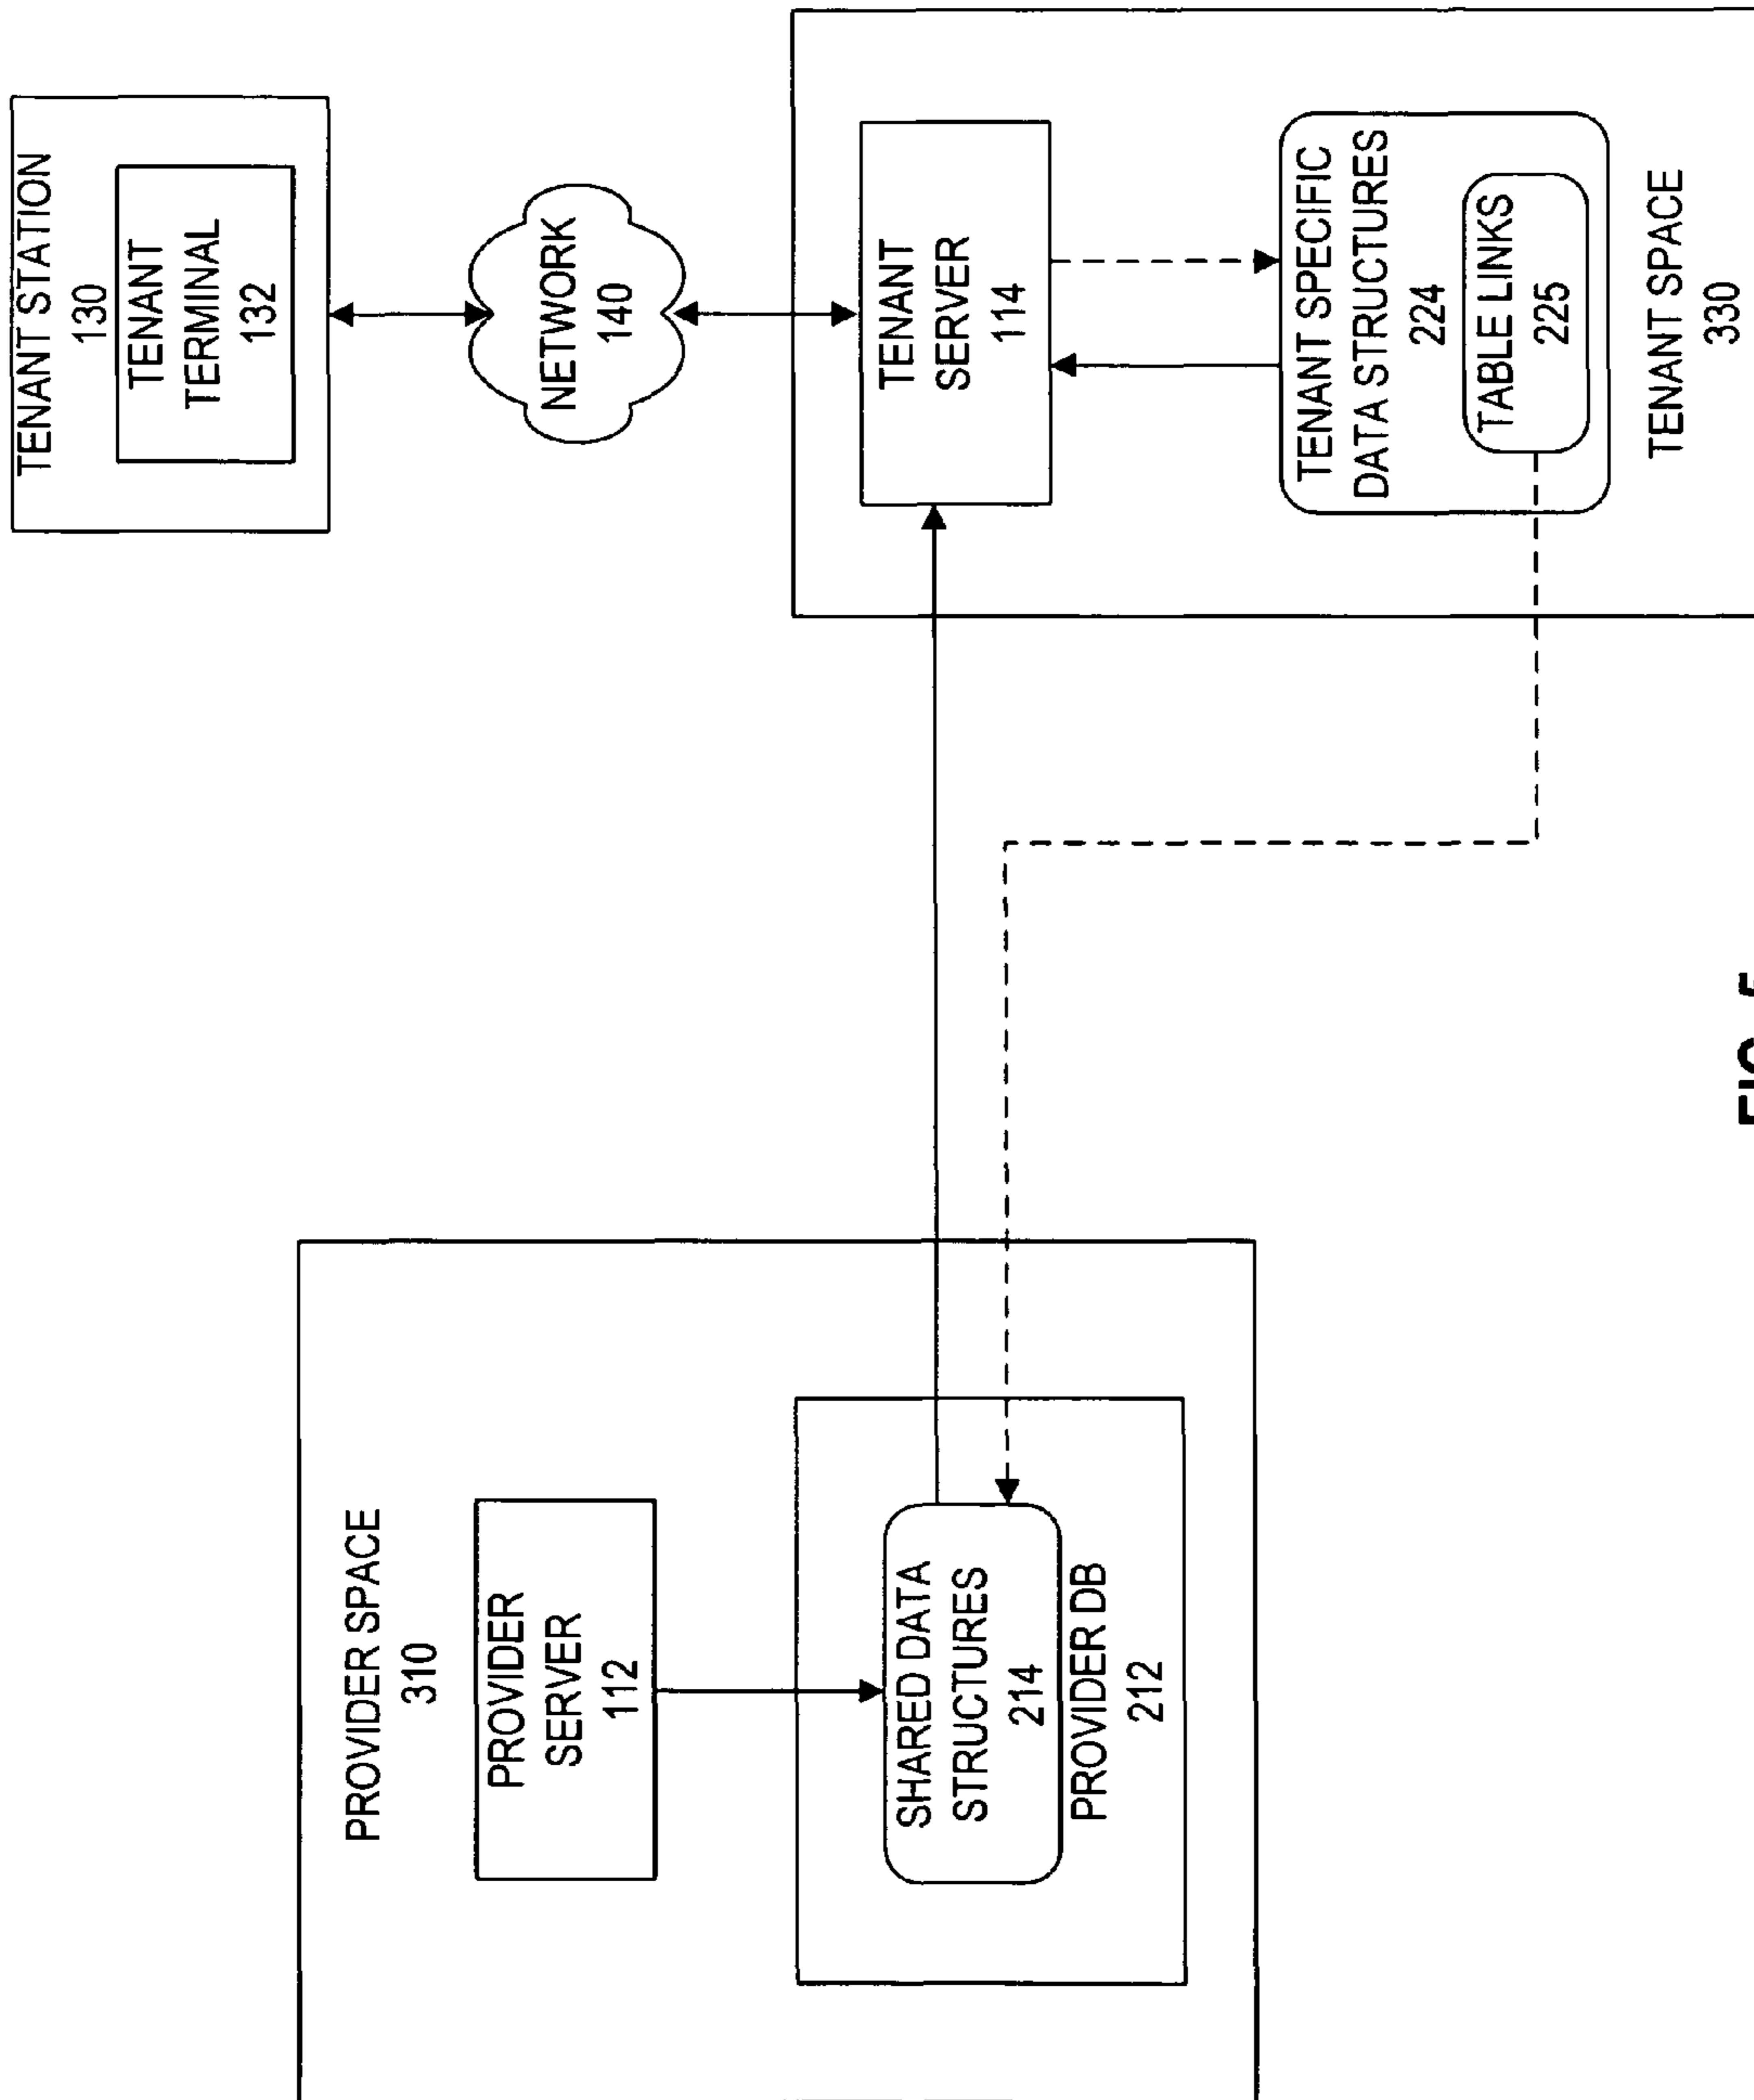 PROVIDER SPACE
310
PROVIDER
SERVER
112
SHARED DATA
STRUCTURES
214
PROVIDER DB
212
TENANT STATION
130
TENANT
TERMINAL
132
NETWORK
140
TENANT
SERVER
114
TENANT SPECIFIC
DATA STRUCTURES
224
TABLE LINKS
225
TENANT SPACE
330